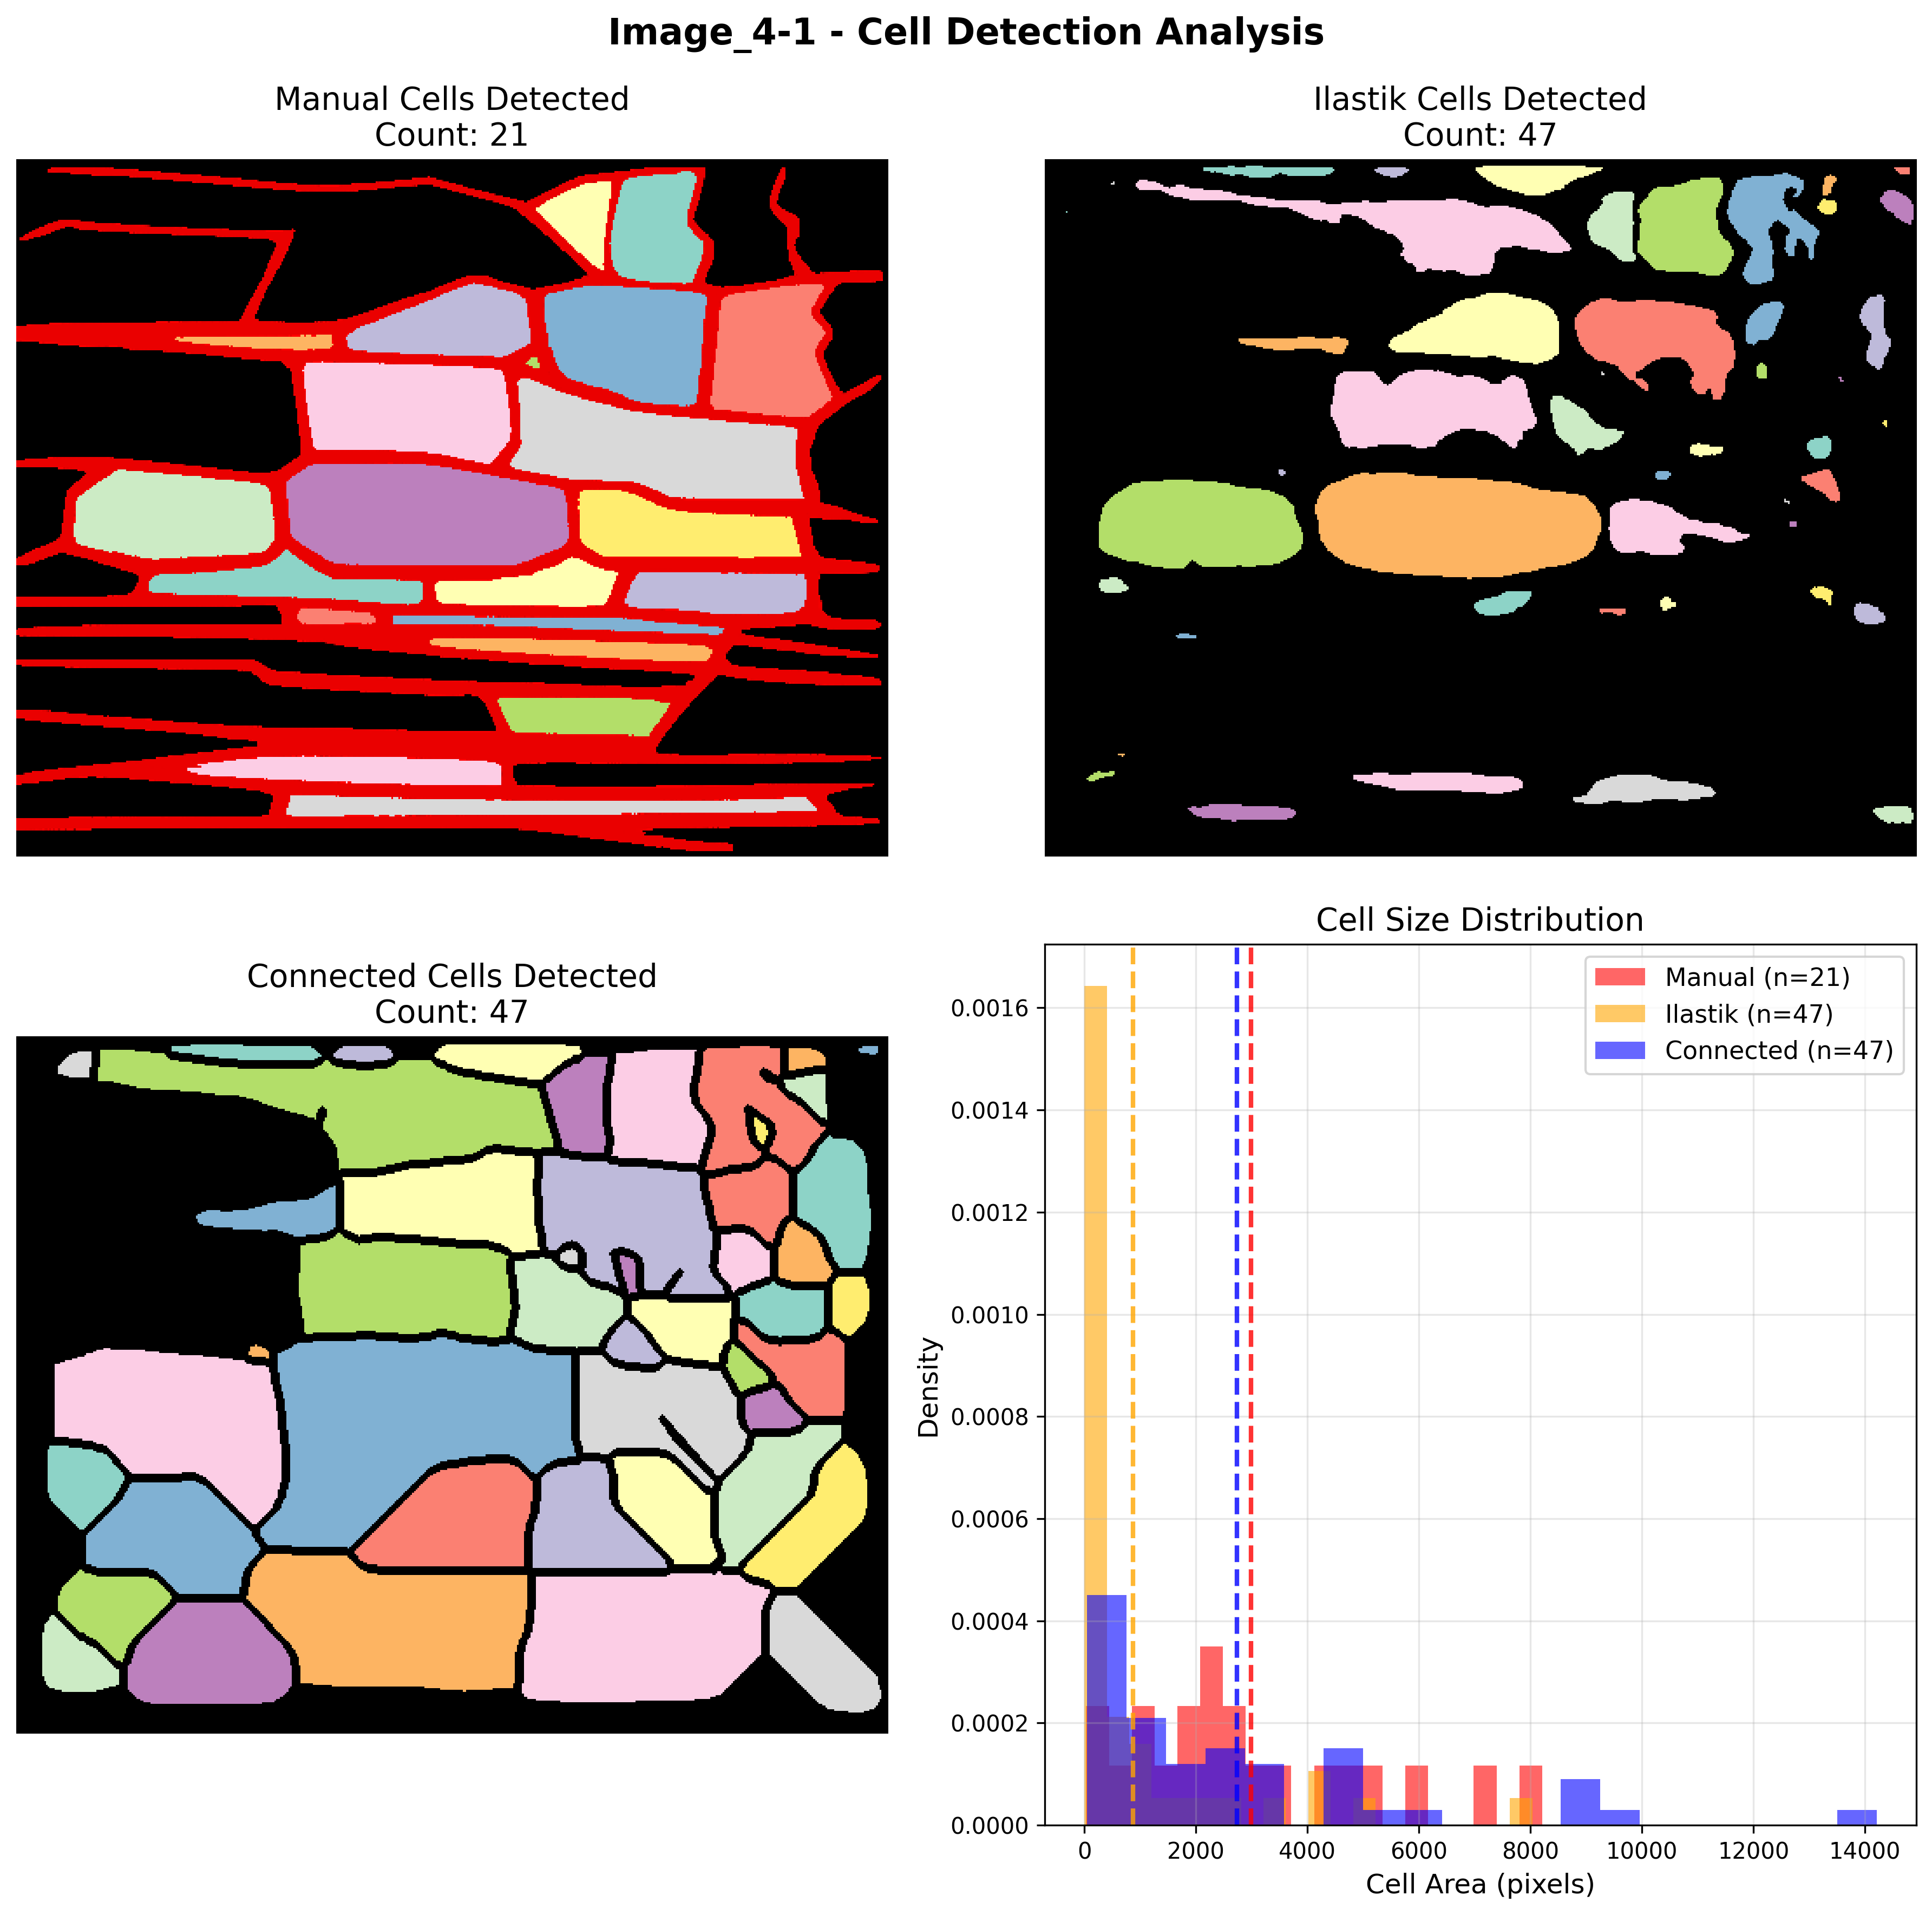 Image_4-1 - Cell Detection Analysis
Manual Cells Detected
Count: 21
Ilastik Cells Detected
Count: 47
Connected Cells Detected
Count: 47
Cell Size Distribution
Manual (n=21)
Ilastik (n=47)
Connected (n=47)
0.0016
0.0014
0.0012
0.0010
0.0008
0.0006
0.0004
0.0002
0.0000
Density
0 2000 4000 6000 8000 10000 12000 14000
Cell Area (pixels)